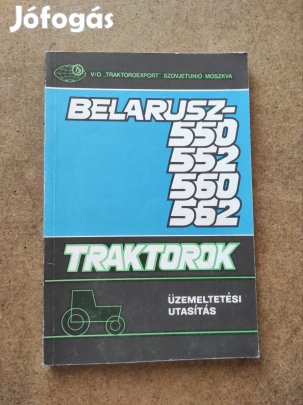 Jófogás
V/O „TRAKTOROEXPORT” SZOVJETUNIÓ MOSZKVA
BELARUSZ-
550
552
560
562
TRAKTOROK
ÜZEMELTETÉSI
UTASÍTÁS